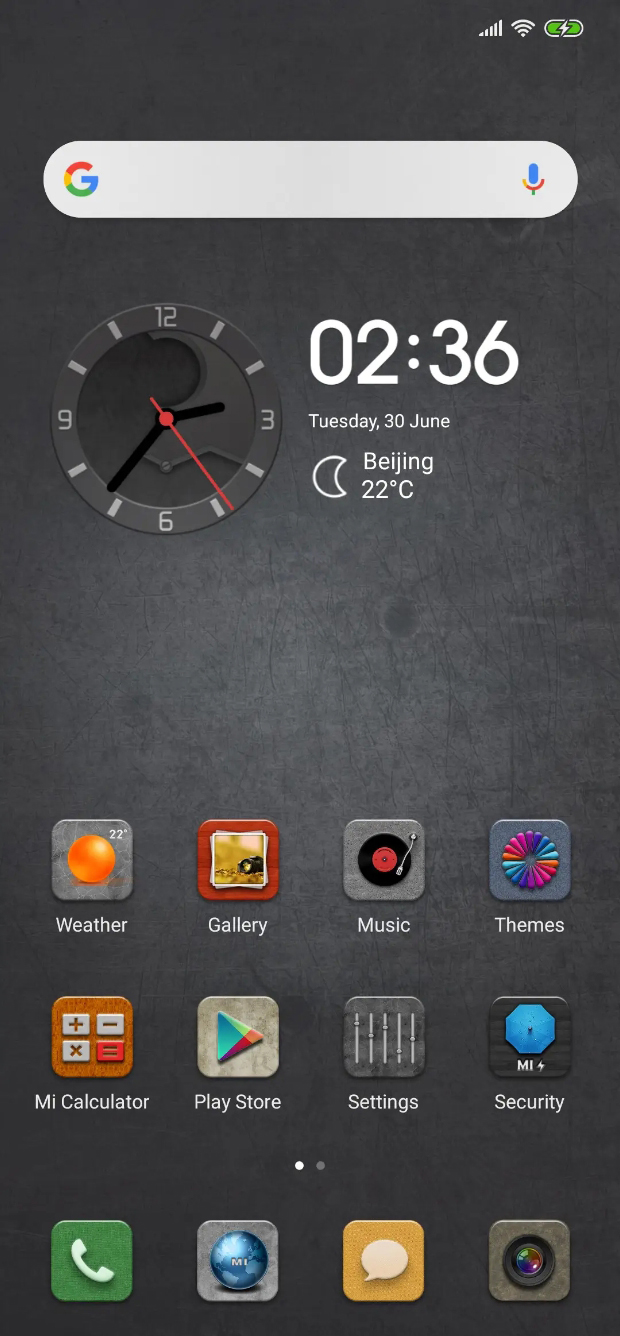 12
9
3
6
02:36
Tuesday, 30 June
Beijing
22°C
22°
Weather
Gallery
Music
Themes
MI
Mi Calculator
Play Store
Settings
Security
MI